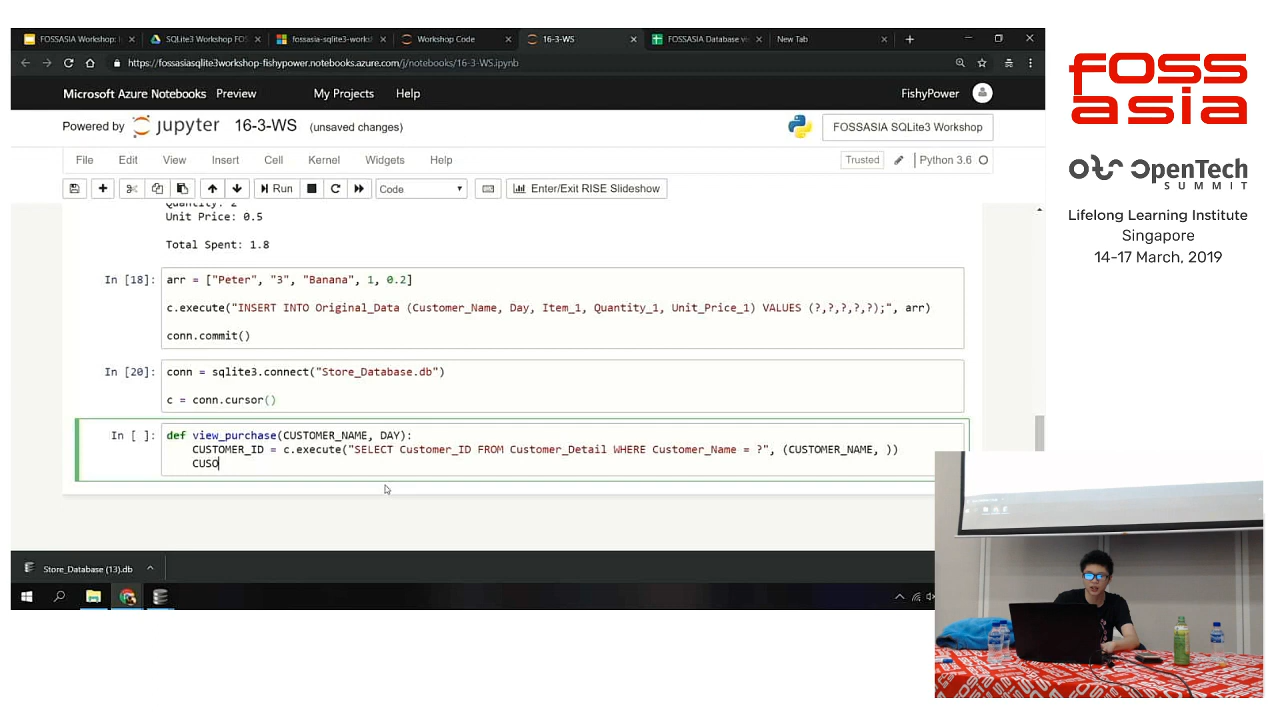 FOSSASIA Workshop: I
SQLite3 Workshop FOS
fossasia-sqlite3-works
Workshop Code
16-3-WS
FOSSASIA Database vi
New Tab
https://fossasiasqlite3workshop-fishypower.notebooks.azure.com/j/notebooks/16-3-WS.ipynb
Microsoft Azure Notebooks Preview My Projects Help FishyPower
Powered by jupyter 16-3-WS (unsaved changes) FOSSASIA SQLite3 Workshop
File Edit View Insert Cell Kernel Widgets Help Trusted Python 3.6
Run Code Enter/Exit RISE Slideshow
Quantity: 2
Unit Price: 0.5
Total Spent: 1.8
In [18]: arr = ["Peter", "3", "Banana", 1, 0.2]
c.execute("INSERT INTO Original_Data (Customer_Name, Day, Item_1, Quantity_1, Unit_Price_1) VALUES (?,?,?,?,?);", arr)
conn.commit()
In [20]: conn = sqlite3.connect("Store_Database.db")
c = conn.cursor()
In [ ]: def view_purchase(CUSTOMER_NAME, DAY):
CUSTOMER_ID = c.execute("SELECT Customer_ID FROM Customer_Detail WHERE Customer_Name = ?", (CUSTOMER_NAME, ))
CUSO
Store_Database (13).db
FOSS
ASIA
OpenTech
SUMMIT
Lifelong Learning Institute
Singapore
14-17 March, 2019